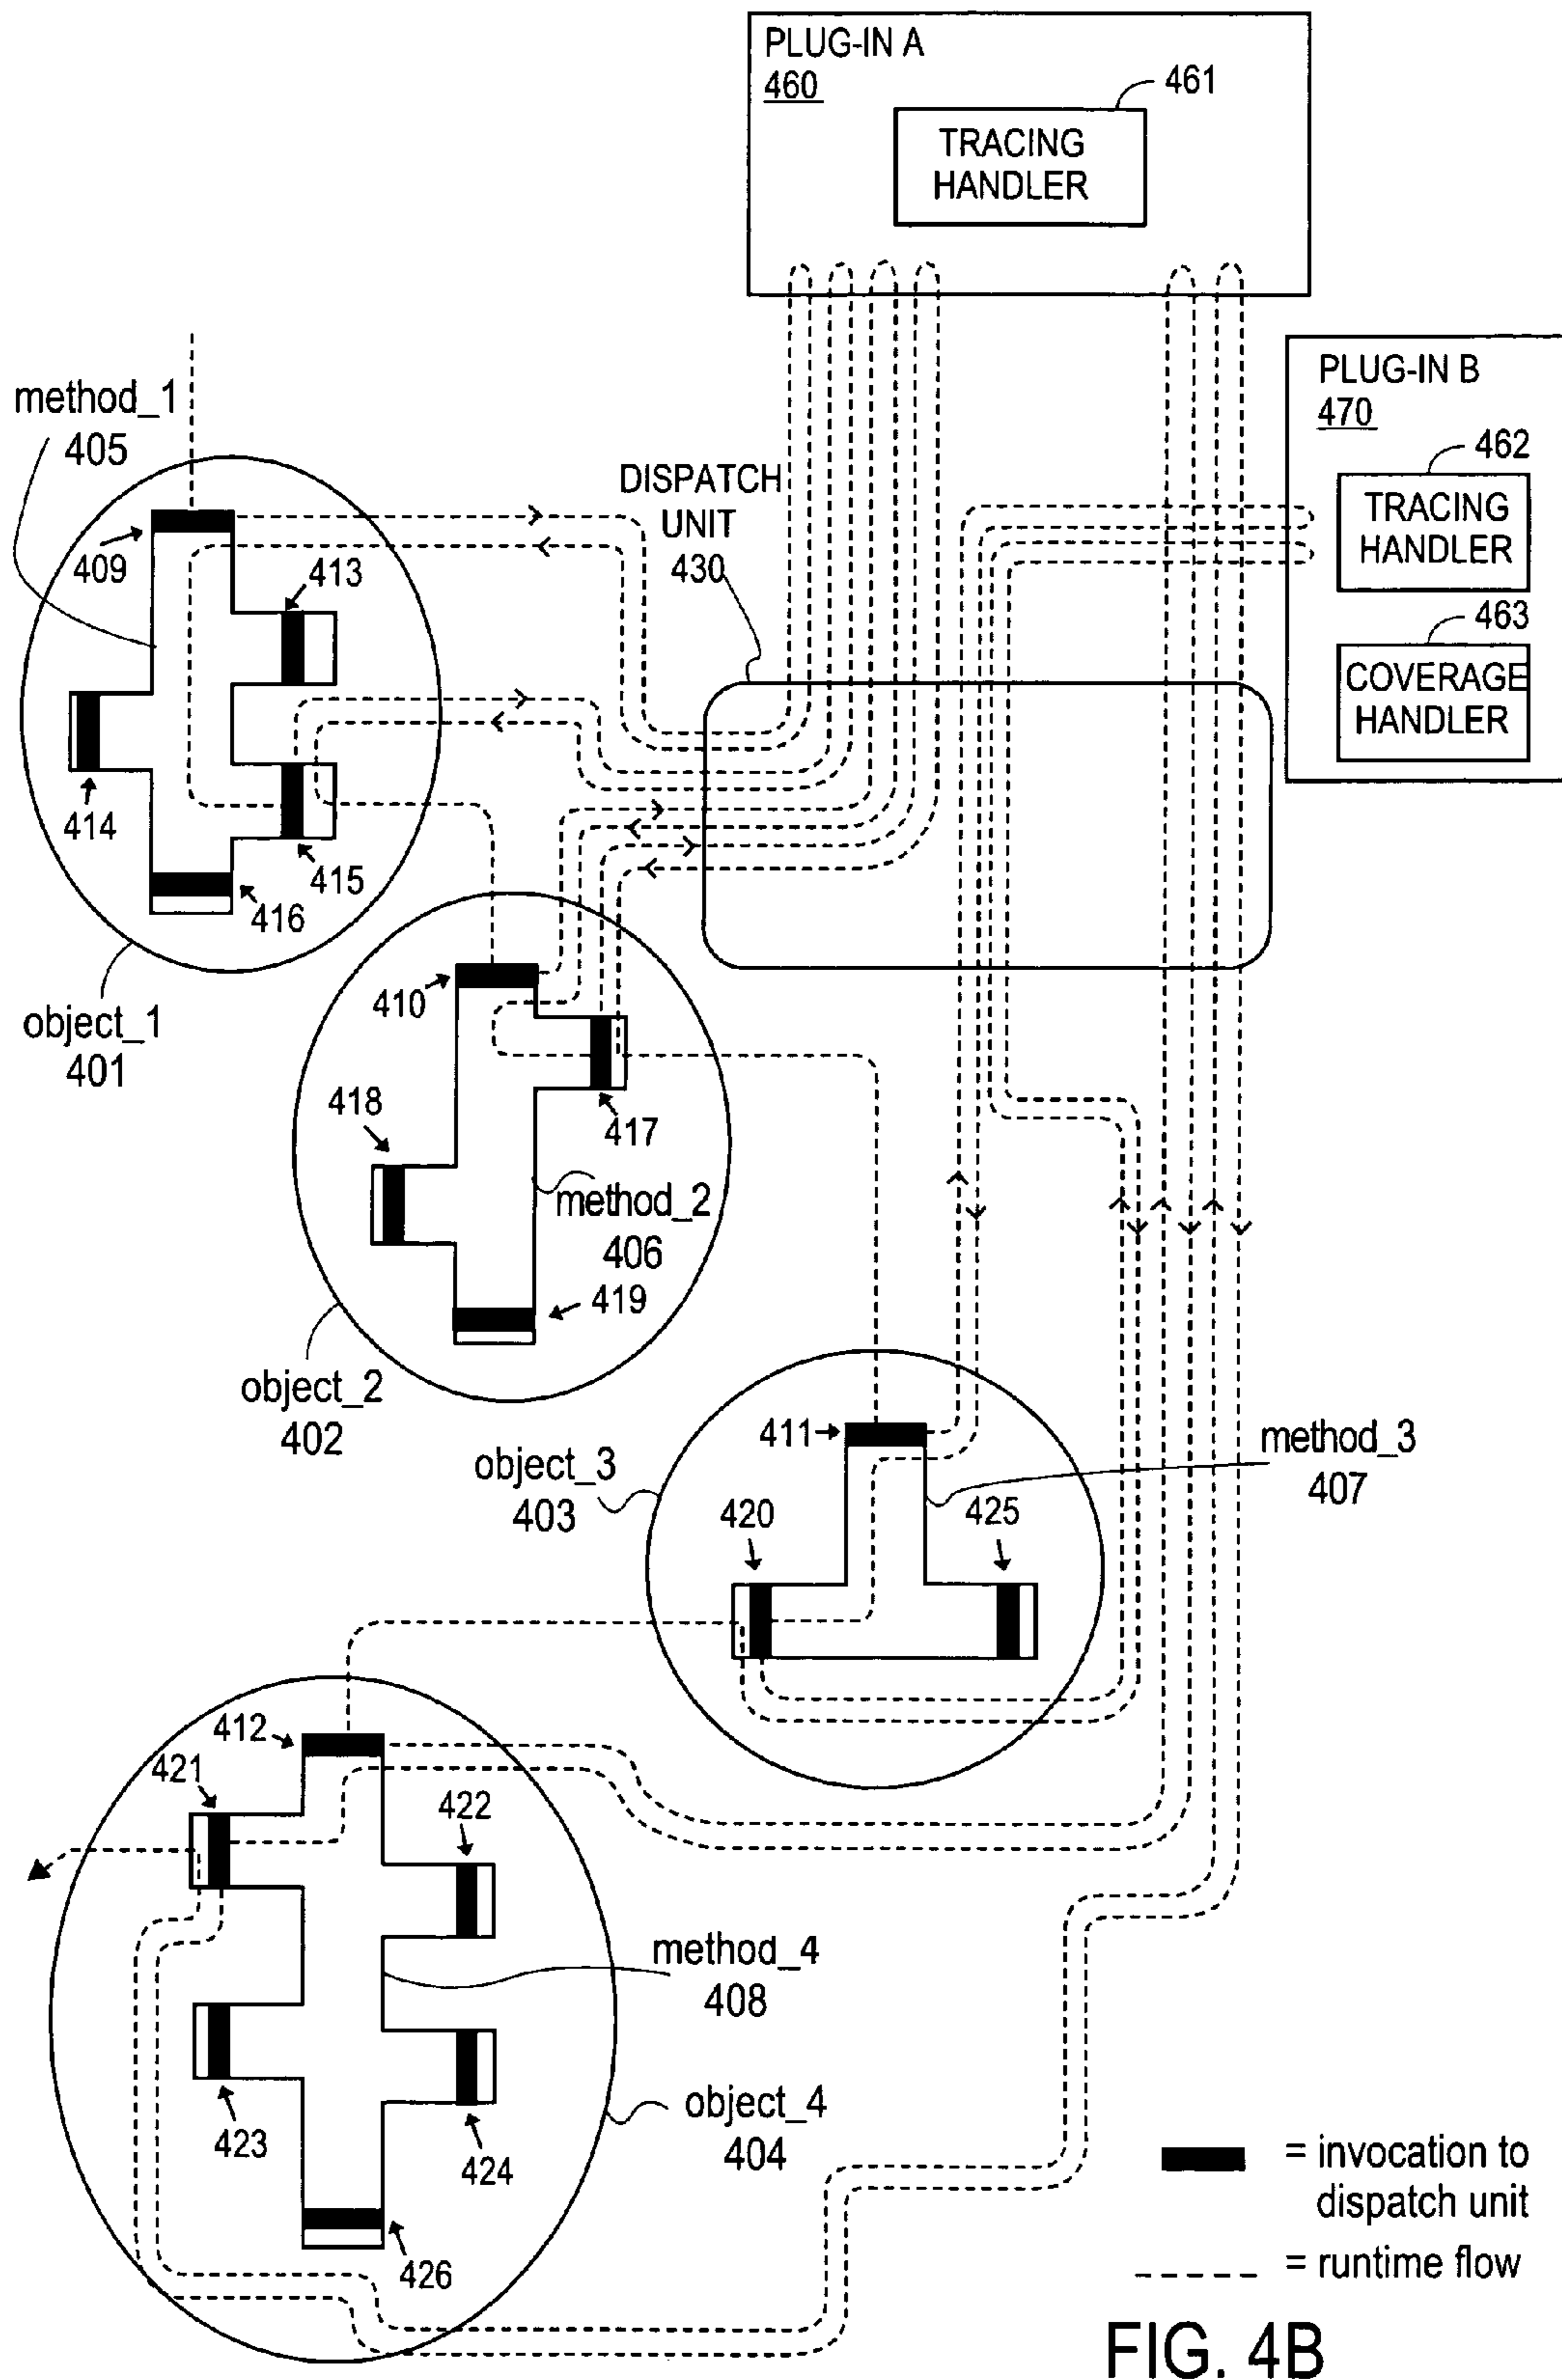 PLUG-IN A
460
461
TRACING
HANDLER
PLUG-IN B
470
462
TRACING
HANDLER
463
COVERAGE
HANDLER
method_1
405
DISPATCH
UNIT
430
409
413
414
415
416
object_1
401
410
417
418
method_2
406
419
object_2
402
411
method_3
407
object_3
403
420
425
412
421
422
method_4
408
423
424
object_4
404
426
= invocation to
dispatch unit
= runtime flow
FIG. 4B